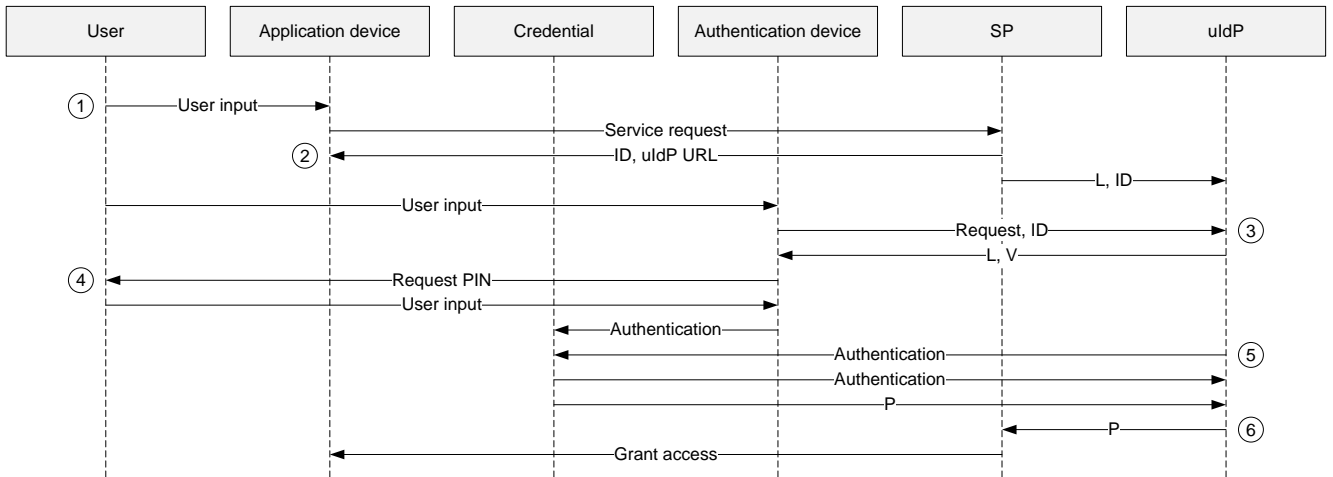 User
Application device
Credential
Authentication device
SP
uIdP
1
User input
Service request
2
ID, uIdP URL
L, ID
User input
Request, ID
3
L, V
4
Request PIN
User input
Authentication
Authentication
5
Authentication
P
P
6
Grant access